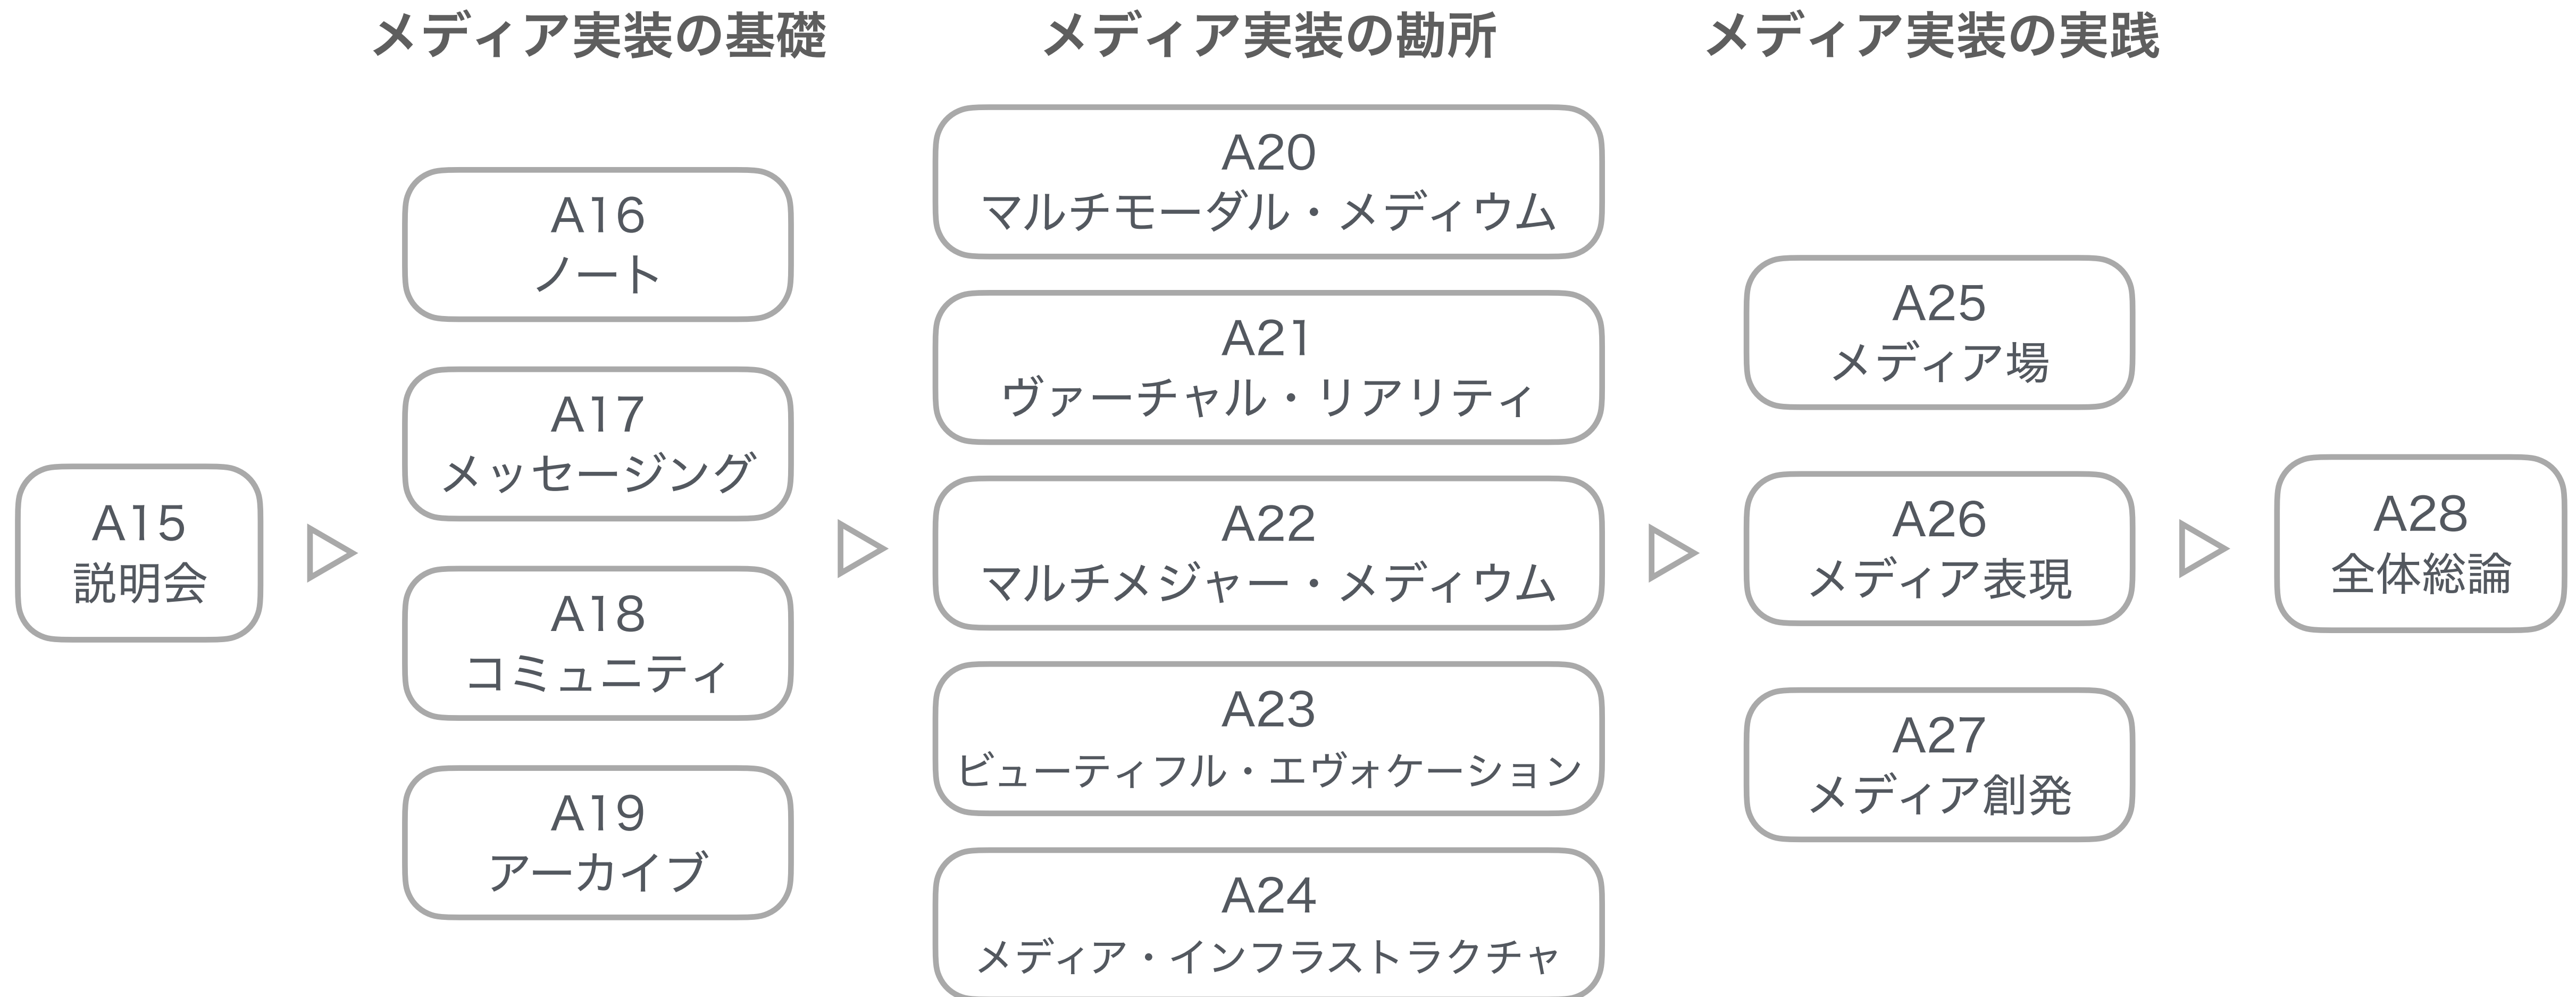 メディア実装の基礎
メディア実装の勘所
メディア実装の実践
A15
説明会
A16
ノート
A17
メッセージング
A18
コミュニティ
A19
アーカイブ
A20
マルチモーダル・メディウム
A21
ヴァーチャル・リアリティ
A22
マルチメジャー・メディウム
A23
ビューティフル・エヴォケーション
A24
メディア・インフラストラクチャ
A25
メディア場
A26
メディア表現
A27
メディア創発
A28
全体総論